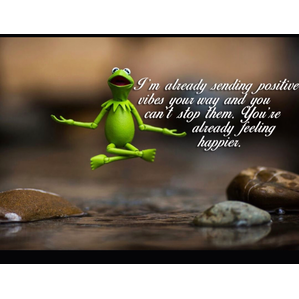 I'm already sending positive
vibes your way and you
can't stop them. You're
already feeling
happier.